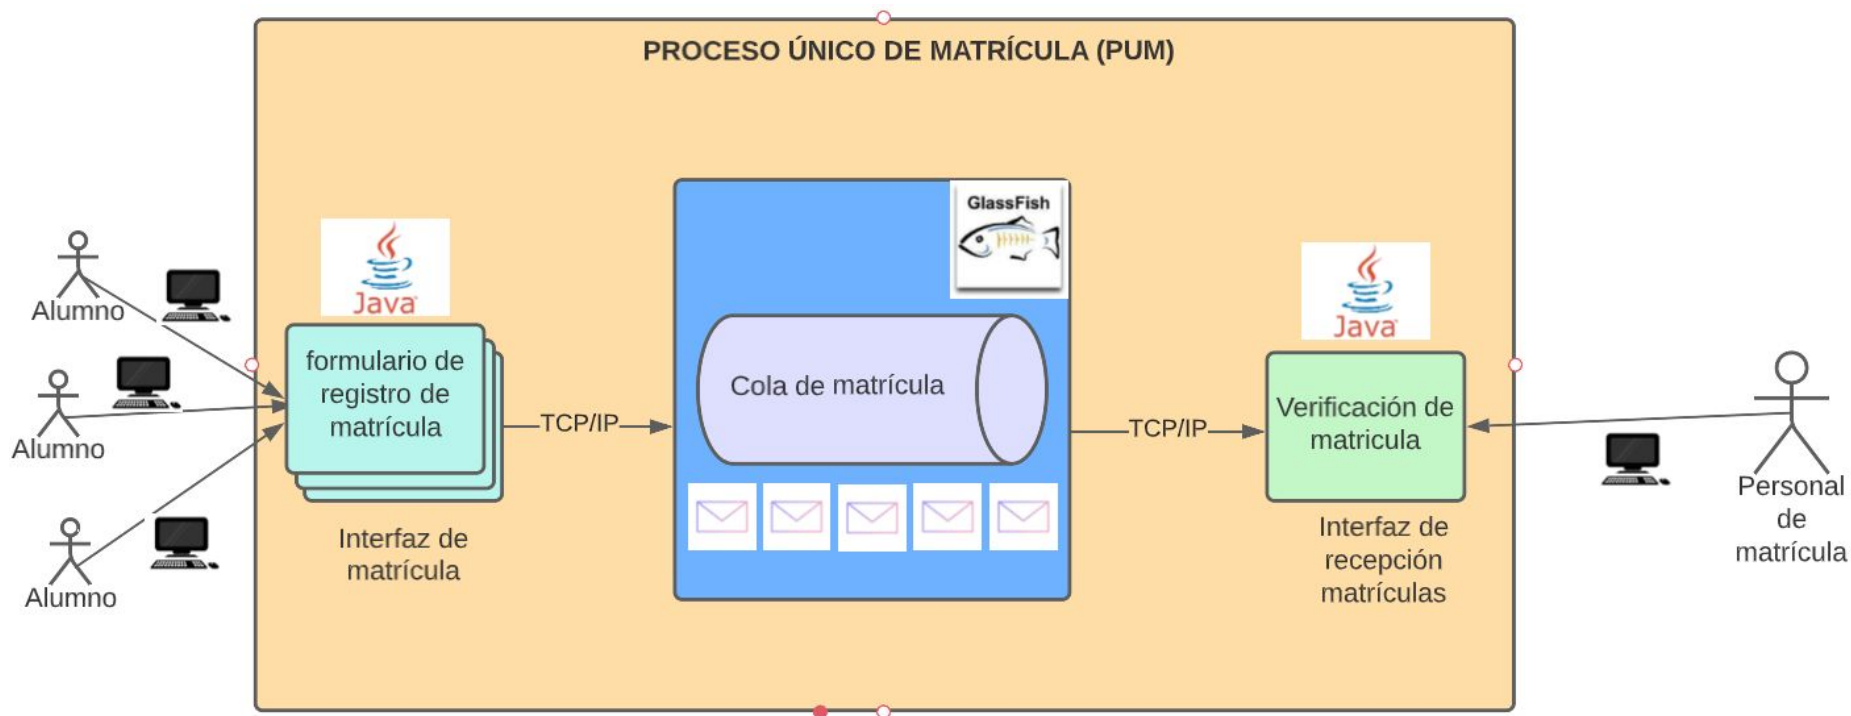 PROCESO ÚNICO DE MATRÍCULA (PUM)
Alumno
Alumno
Alumno
Java
formulario de
registro de
matrícula
Interfaz de
matrícula
TCP/IP
GlassFish
Cola de matrícula
TCP/IP
Java
Verificación de
matricula
Interfaz de
recepción
matrículas
Personal
de
matrícula